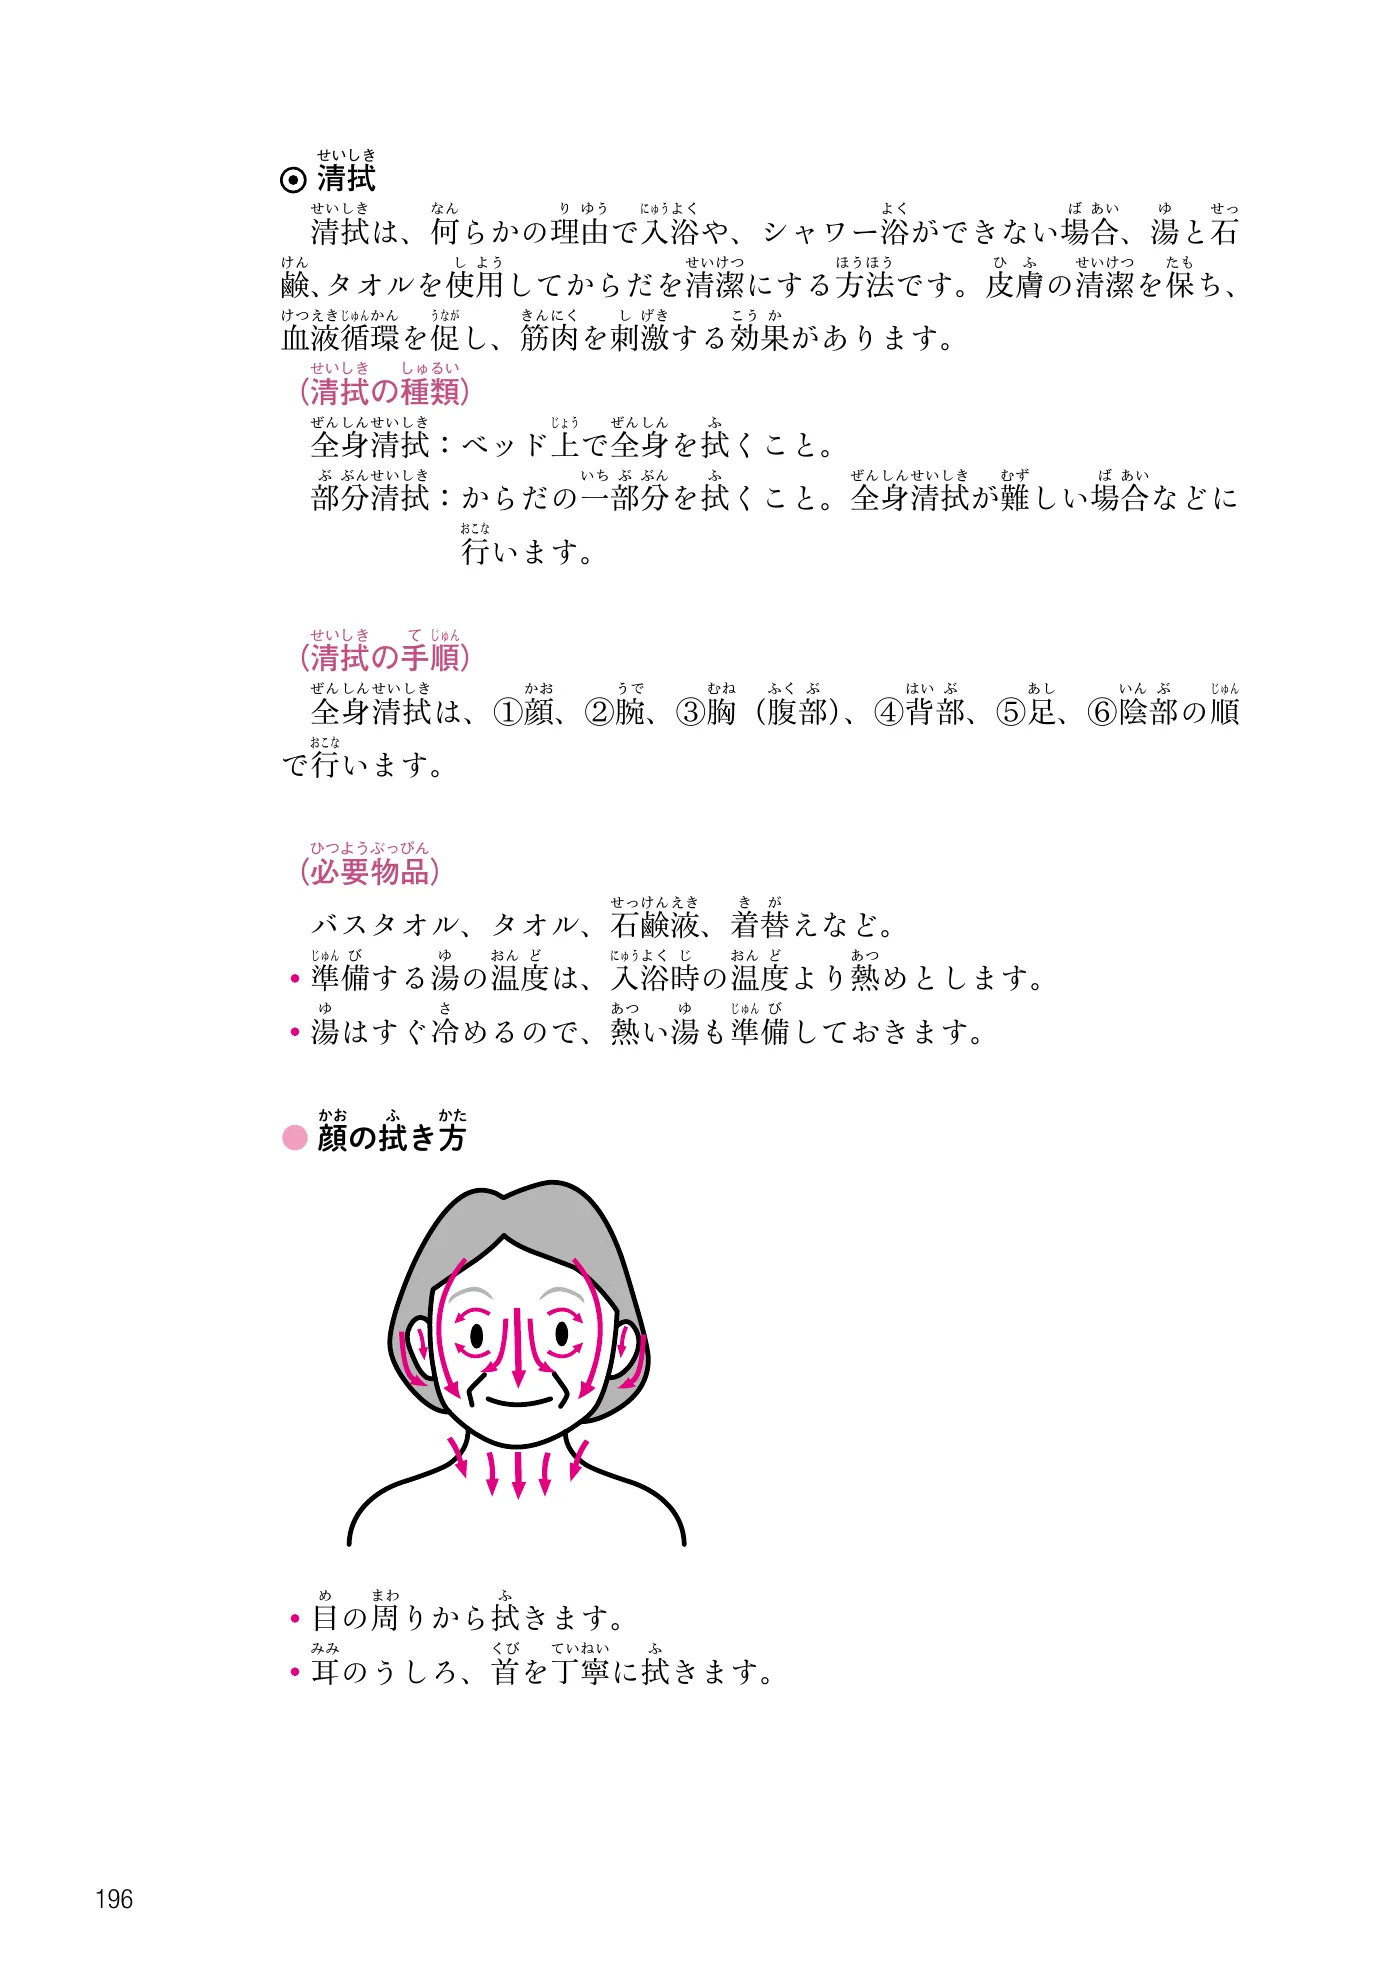 ◉ 清拭
清拭は、何らかの理由で入浴や、シャワー浴ができない場合、湯と石
鹸、タオルを使用してからだを清潔にする方法です。皮膚の清潔を保ち、
血液循環を促し、筋肉を刺激する効果があります。
（清拭の種類）
全身清拭：ベッド上で全身を拭くこと。
部分清拭：からだの一部分を拭くこと。全身清拭が難しい場合などに
行います。
（清拭の手順）
全身清拭は、①顔、②腕、③胸（腹部）、④背部、⑤足、⑥陰部の順
で行います。
（必要物品）
バスタオル、タオル、石鹸液、着替えなど。
・準備する湯の温度は、入浴時の温度より熱めとします。
・湯はすぐ冷めるので、熱い湯も準備しておきます。
● 顔の拭き方
・目の周りから拭きます。
・耳のうしろ、首を丁寧に拭きます。
196